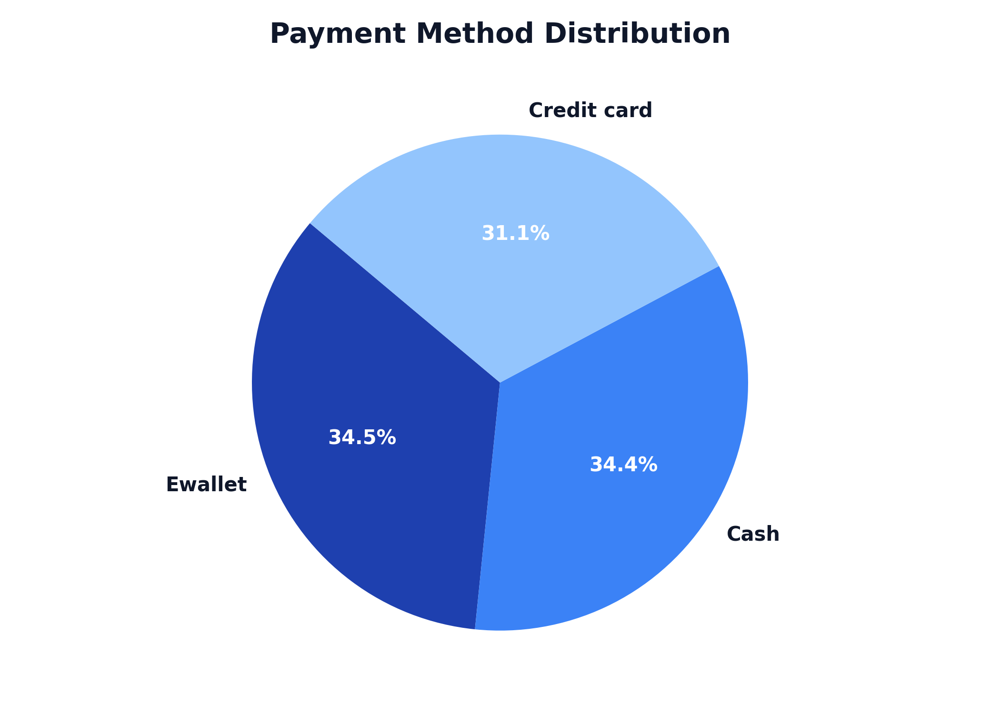 Payment Method Distribution
Credit card
31.1%
34.5%
34.4%
Ewallet
Cash